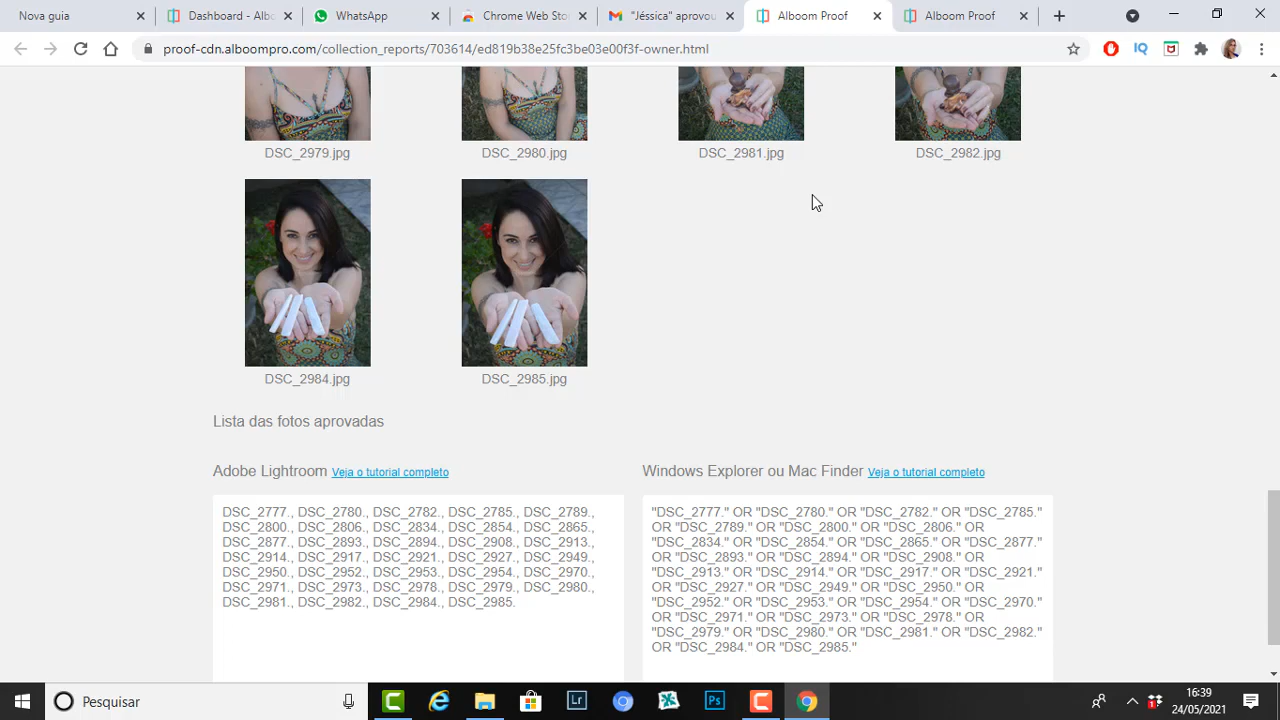 Nova guia
Dashboard - Albo
WhatsApp
Chrome Web Sto
"Jéssica" aprovou
Alboom Proof
Alboom Proof
proof-cdn.alboompro.com/collection_reports/703614/ed819b38e25fc3be03e00f3f-owner.html
IQ
DSC_2979.jpg
DSC_2980.jpg
DSC_2981.jpg
DSC_2982.jpg
DSC_2984.jpg
DSC_2985.jpg
Lista das fotos aprovadas
Adobe Lightroom Veja o tutorial completo
DSC_2777., DSC_2780., DSC_2782., DSC_2785., DSC_2789.,
DSC_2800., DSC_2806., DSC_2834., DSC_2854., DSC_2865.,
DSC_2877., DSC_2893., DSC_2894., DSC_2908., DSC_2913.,
DSC_2914., DSC_2917., DSC_2921., DSC_2927., DSC_2949.,
DSC_2950., DSC_2952., DSC_2953., DSC_2954., DSC_2970.,
DSC_2971., DSC_2973., DSC_2978., DSC_2979., DSC_2980.,
DSC_2981., DSC_2982., DSC_2984., DSC_2985.
Windows Explorer ou Mac Finder Veja o tutorial completo
"DSC_2777." OR "DSC_2780." OR "DSC_2782." OR "DSC_2785."
OR "DSC_2789." OR "DSC_2800." OR "DSC_2806." OR
"DSC_2834." OR "DSC_2854." OR "DSC_2865." OR "DSC_2877."
OR "DSC_2893." OR "DSC_2894." OR "DSC_2908." OR
"DSC_2913." OR "DSC_2914." OR "DSC_2917." OR "DSC_2921."
OR "DSC_2927." OR "DSC_2949." OR "DSC_2950." OR
"DSC_2952." OR "DSC_2953." OR "DSC_2954." OR "DSC_2970."
OR "DSC_2971." OR "DSC_2973." OR "DSC_2978." OR
"DSC_2979." OR "DSC_2980." OR "DSC_2981." OR "DSC_2982."
OR "DSC_2984." OR "DSC_2985."
Pesquisar
Lr
Ps
16:39
24/05/2021